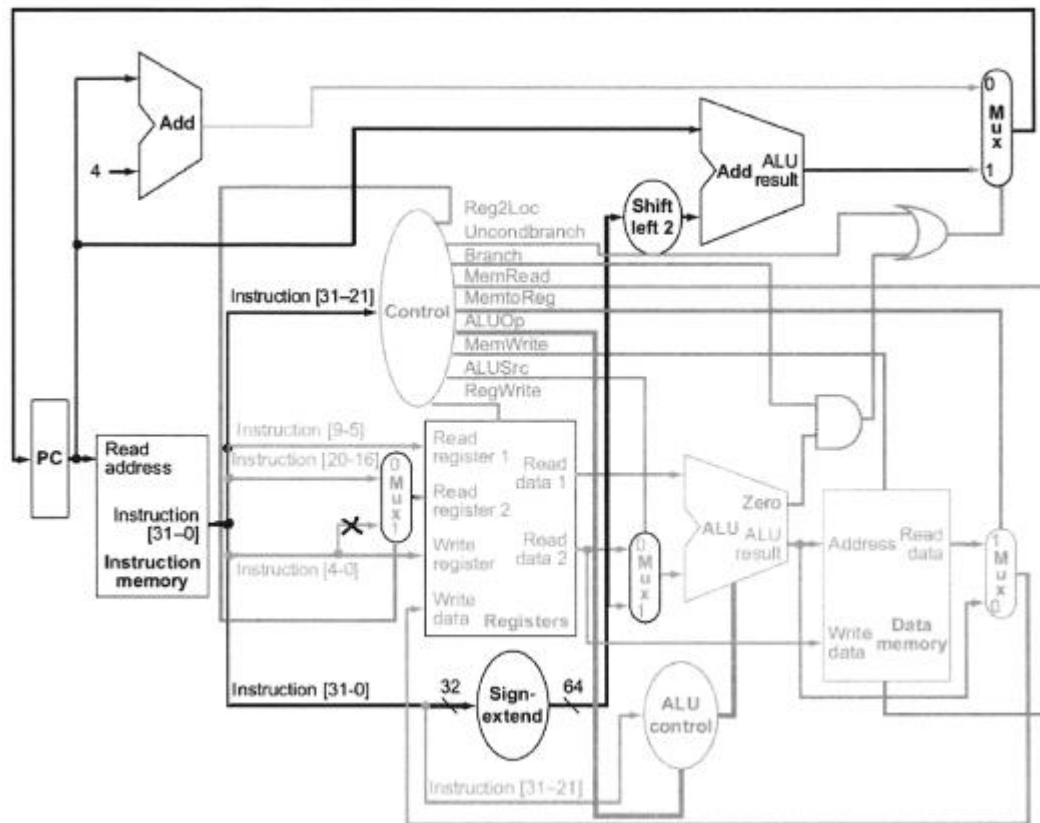 Add
4
Add
ALU
result
Shift
left 2
0
Mux
1
Reg2Loc
Uncondbranch
Branch
MemRead
MemtoReg
ALUOp
MemWrite
ALUSrc
RegWrite
Instruction [31–21]
Control
PC
Read
address
Instruction
[31–0]
Instruction
memory
Instruction [9-5]
Instruction [20-16]
Instruction [4-0]
0
Mux
1
Read
register 1
Read
register 2
Write
register
Write
data
Read
data 1
Read
data 2
Registers
0
Mux
1
Zero
ALU
ALU
result
Address
Read
data
Write
data
Data
memory
1
Mux
0
Instruction [31-0]
32
Sign-
extend
64
ALU
control
Instruction [31–21]